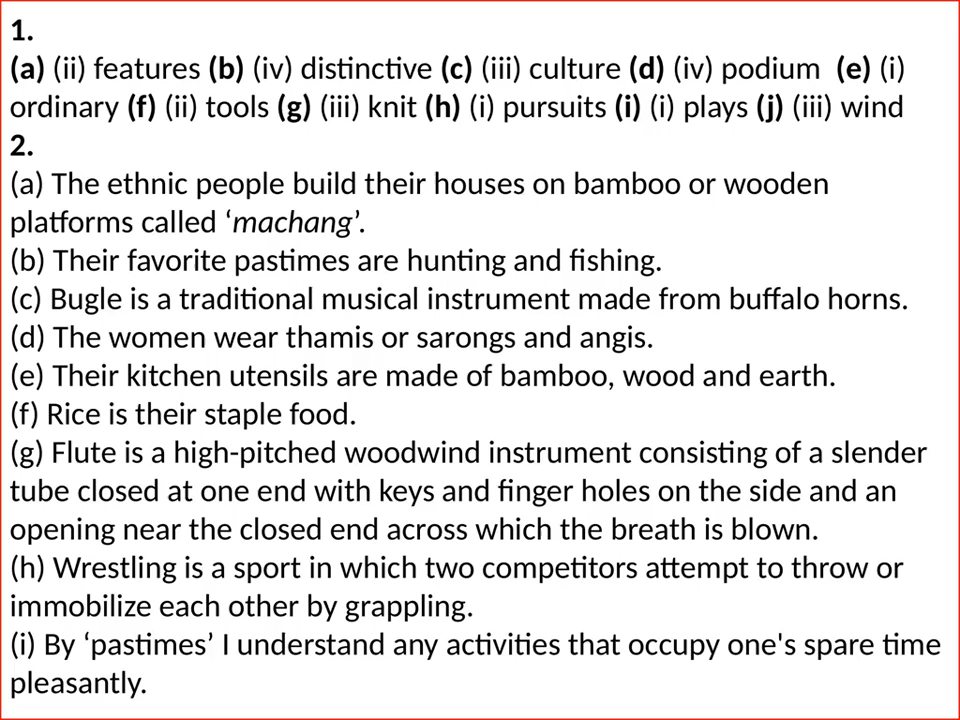 1.
(a) (ii) features (b) (iv) distinctive (c) (iii) culture (d) (iv) podium (e) (i)
ordinary (f) (ii) tools (g) (iii) knit (h) (i) pursuits (i) (i) plays (j) (iii) wind
2.
(a) The ethnic people build their houses on bamboo or wooden
platforms called ‘machang’.
(b) Their favorite pastimes are hunting and fishing.
(c) Bugle is a traditional musical instrument made from buffalo horns.
(d) The women wear thamis or sarongs and angis.
(e) Their kitchen utensils are made of bamboo, wood and earth.
(f) Rice is their staple food.
(g) Flute is a high-pitched woodwind instrument consisting of a slender
tube closed at one end with keys and finger holes on the side and an
opening near the closed end across which the breath is blown.
(h) Wrestling is a sport in which two competitors attempt to throw or
immobilize each other by grappling.
(i) By ‘pastimes’ I understand any activities that occupy one's spare time
pleasantly.